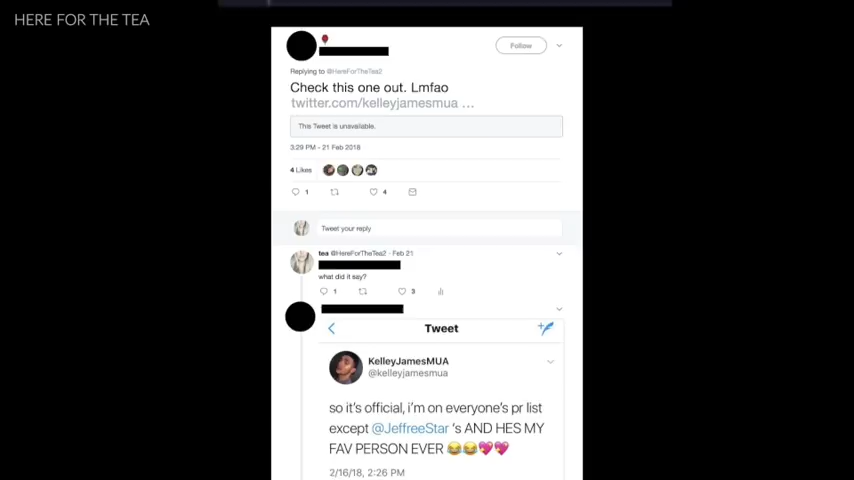 HERE FOR THE TEA
Follow
Replying to @HereForTheTea2
Check this one out. Lmfao
twitter.com/kelleyjamesmua ...
This Tweet is unavailable.
3:29 PM - 21 Feb 2018
4 Likes
1 4
Tweet your reply
tea @HereForTheTea2 · Feb 21
what did it say?
1 3
Tweet
KelleyJamesMUA
@kelleyjamesmua
so it's official, i'm on everyone's pr list
except @JeffreeStar 's AND HES MY
FAV PERSON EVER 😂😂💖💖
2/16/18, 2:26 PM